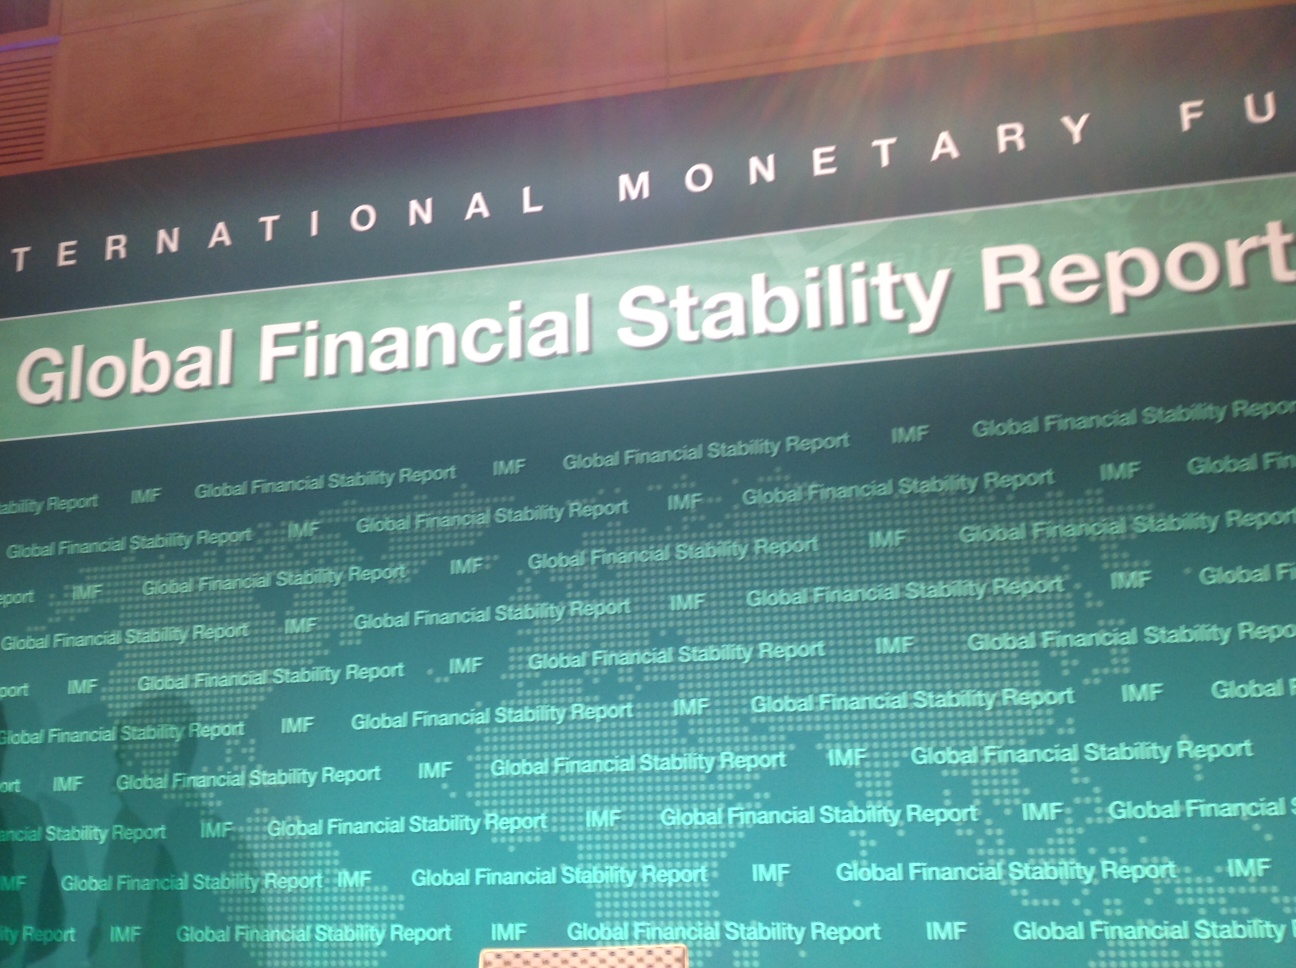 TERNATIONAL MONETARY FU
Global Financial Stability Report
ability Report IMF Global Financial Stability Report IMF Global Financial Stability Report IMF Global Financial Stability Repor
Global Financial Stability Report IMF Global Financial Stability Report IMF Global Financial Stability Report IMF Global Fin
eport IMF Global Financial Stability Report IMF Global Financial Stability Report IMF Global Financial Stability Report
Global Financial Stability Report IMF Global Financial Stability Report IMF Global Financial Stability Report IMF Global Fi
port IMF Global Financial Stability Report IMF Global Financial Stability Report IMF Global Financial Stability Repo
Global Financial Stability Report IMF Global Financial Stability Report IMF Global Financial Stability Report IMF Global F
ort IMF Global Financial Stability Report IMF Global Financial Stability Report IMF Global Financial Stability Report
ancial Stability Report IMF Global Financial Stability Report IMF Global Financial Stability Report IMF Global Financial S
MF Global Financial Stability Report IMF Global Financial Stability Report IMF Global Financial Stability Report IMF
ity Report IMF Global Financial Stability Report IMF Global Financial Stability Report IMF Global Financial Stability